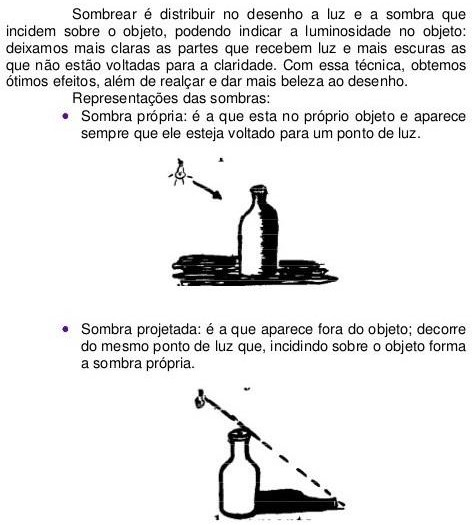 Sombrear é distribuir no desenho a luz e a sombra que
incidem sobre o objeto, podendo indicar a luminosidade no objeto:
deixamos mais claras as partes que recebem luz e mais escuras as
que não estão voltadas para a claridade. Com essa técnica, obtemos
ótimos efeitos, além de realçar e dar mais beleza ao desenho.
Representações das sombras:
• Sombra própria: é a que esta no próprio objeto e aparece
sempre que ele esteja voltado para um ponto de luz.
• Sombra projetada: é a que aparece fora do objeto; decorre
do mesmo ponto de luz que, incidindo sobre o objeto forma
a sombra própria.